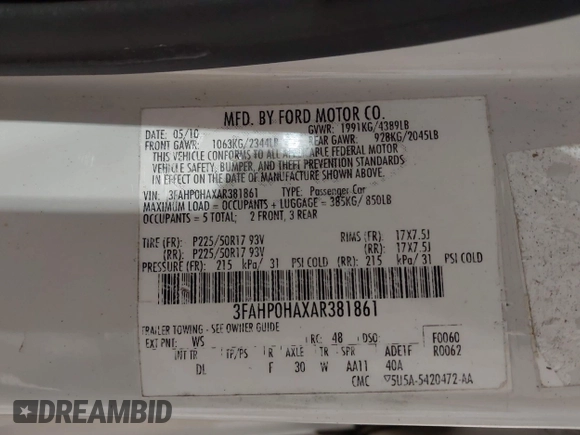 MFD. BY FORD MOTOR CO.
DATE: 05/10 GVWR: 1991KG/4389LB
FRONT GAWR: 1063KG/2344LB REAR GAWR: 928KG/2045LB
THIS VEHICLE CONFORMS TO ALL APPLICABLE FEDERAL MOTOR
VEHICLE SAFETY, BUMPER, AND THEFT PREVENTION STANDARDS
IN EFFECT ON THE DATE OF MANUFACTURE SHOWN ABOVE.
VIN: 3FAHP0HAXAR381861 TYPE: Passenger Car
MAXIMUM LOAD = OCCUPANTS + LUGGAGE = 385KG/ 850LB
OCCUPANTS = 5 TOTAL; 2 FRONT, 3 REAR
TIRE (FR): P225/50R17 93V RIMS (FR): 17X7.5J
(RR): P225/50R17 93V (RR): 17X7.5J
PRESSURE (FR): 215 kPa/ 31 PSI COLD (RR): 215 kPa/ 31 PSI COLD
3FAHP0HAXAR381861
TRAILER TOWING - SEE OWNER GUIDE
EXT PNT: WS RC: 48 DSO: F0060
INT TR TP/PS R AXLE TR SPR ADE1F R0062
DL F 30 W AA11 40A
CMC ▽5U5A-5420472-AA
DREAMBID